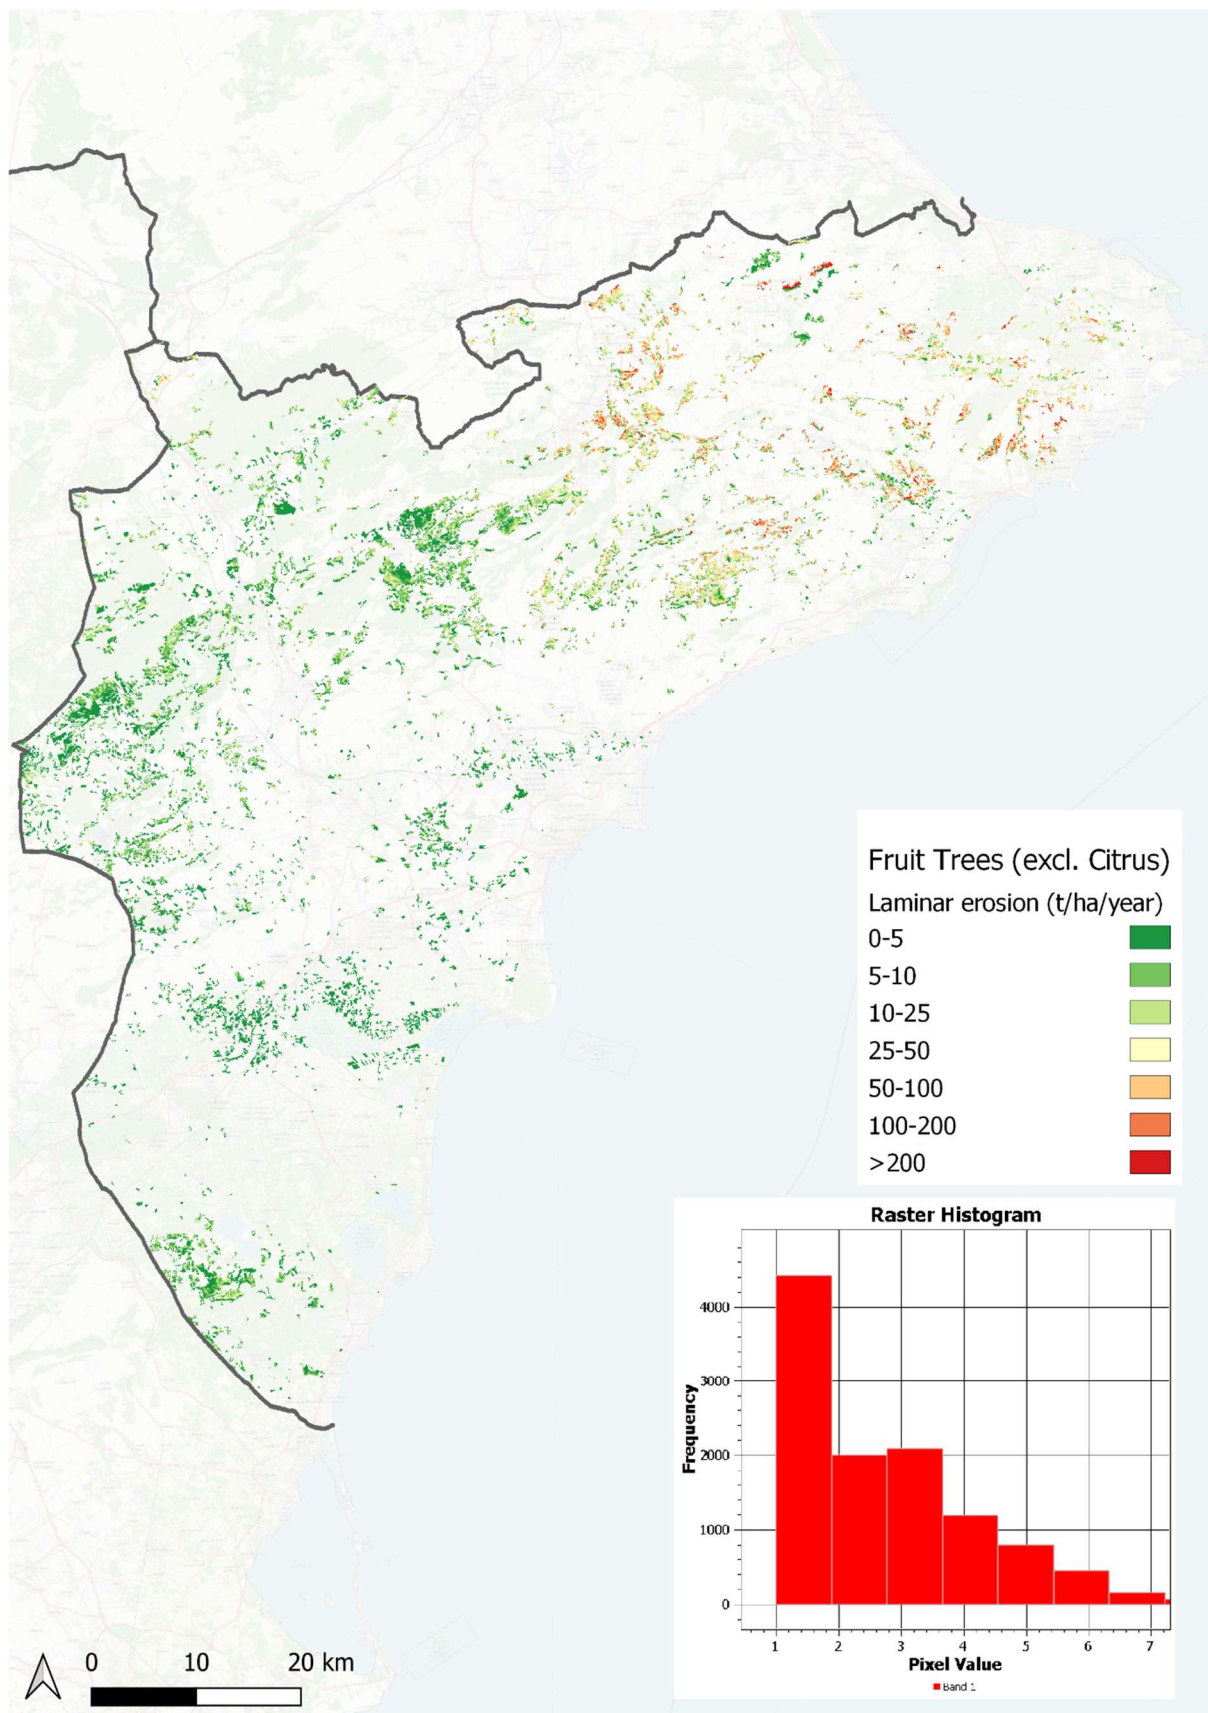 Fruit Trees (excl. Citrus)
Laminar erosion (t/ha/year)
0-5
5-10
10-25
25-50
50-100
100-200
>200
Raster Histogram
Frequency
4000
3000
2000
1000
0
1 2 3 4 5 6 7
Pixel Value
Band 1
0 10 20 km